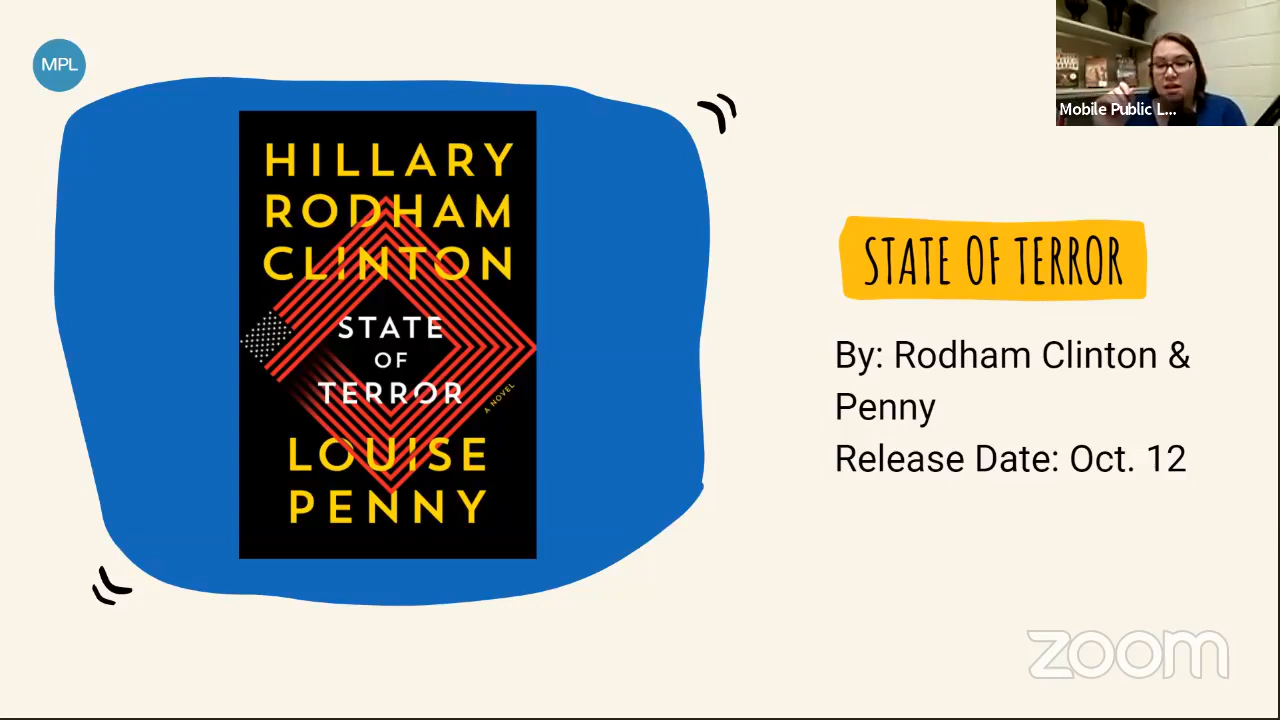 MPL
HILLARY
RODHAM
CLINTON
STATE
OF
TERROR
A NOVEL
LOUISE
PENNY
Mobile Public L...
STATE OF TERROR
By: Rodham Clinton &
Penny
Release Date: Oct. 12
zoom